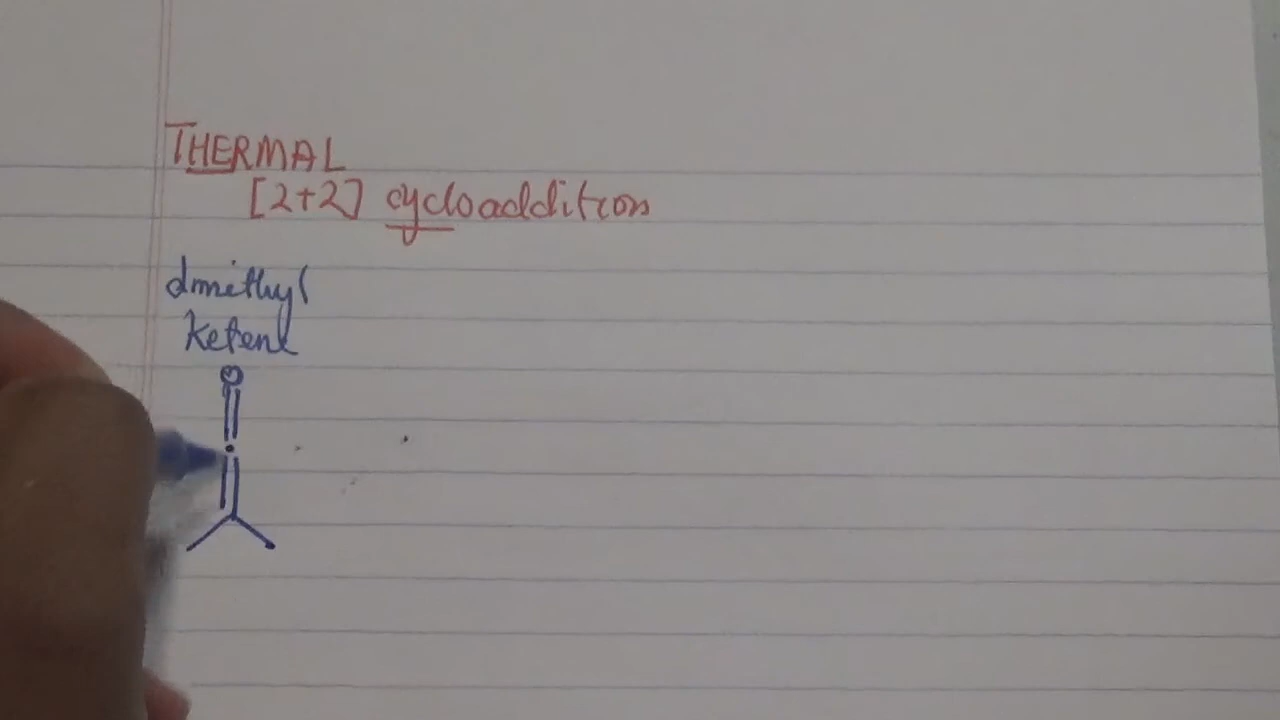 THERMAL
[2+2] cycloaddition
dimethyl
ketene
O